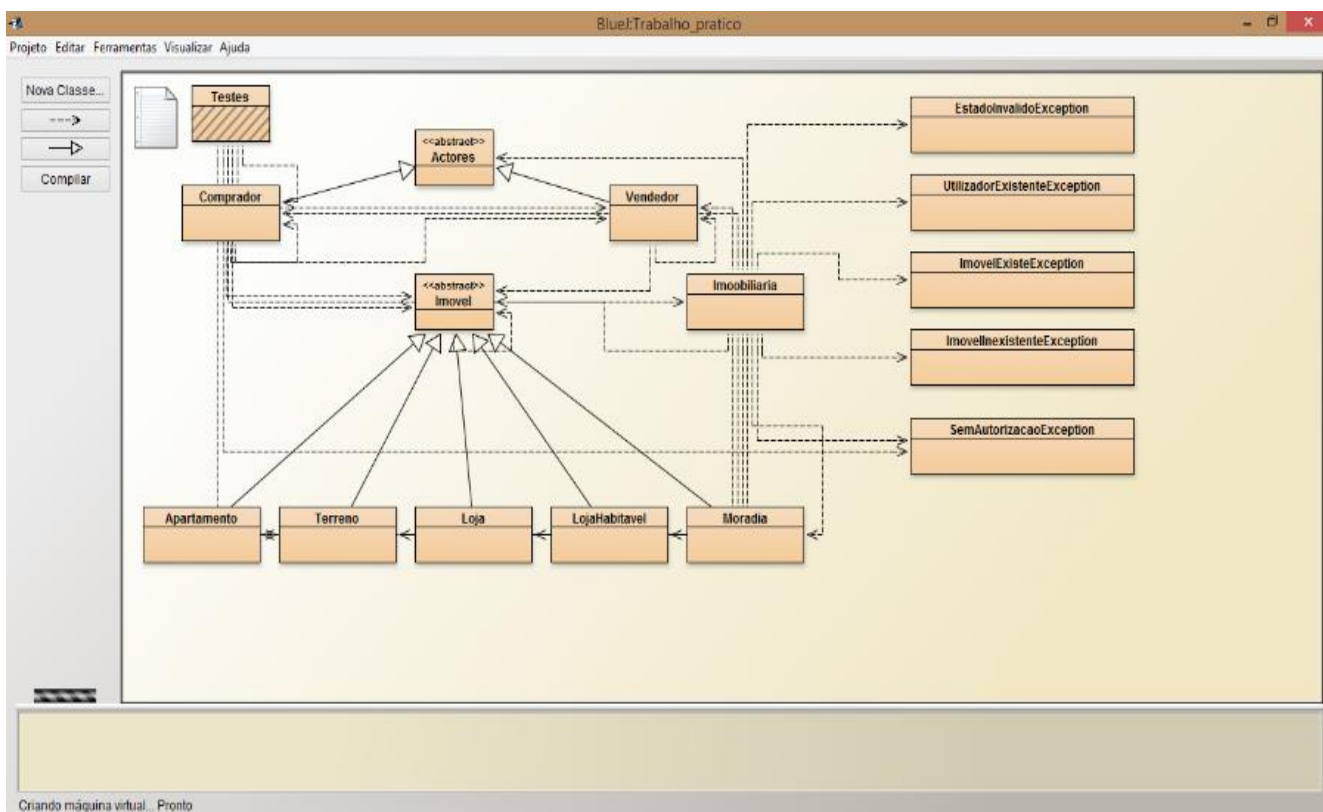 BlueJ:Trabalho_pratico
Projeto Editar Ferramentas Visualizar Ajuda
Nova Classe...
Compilar
Testes
<<abstract>>
Actores
Comprador
Vendedor
<<abstract>>
Imovel
Imoobiliaria
EstadoInvalidoException
UtilizadorExistenteException
ImovelExisteException
ImovelInexistenteException
SemAutorizacaoException
Apartamento
Terreno
Loja
LojaHabitavel
Moradia
Criando máquina virtual... Pronto